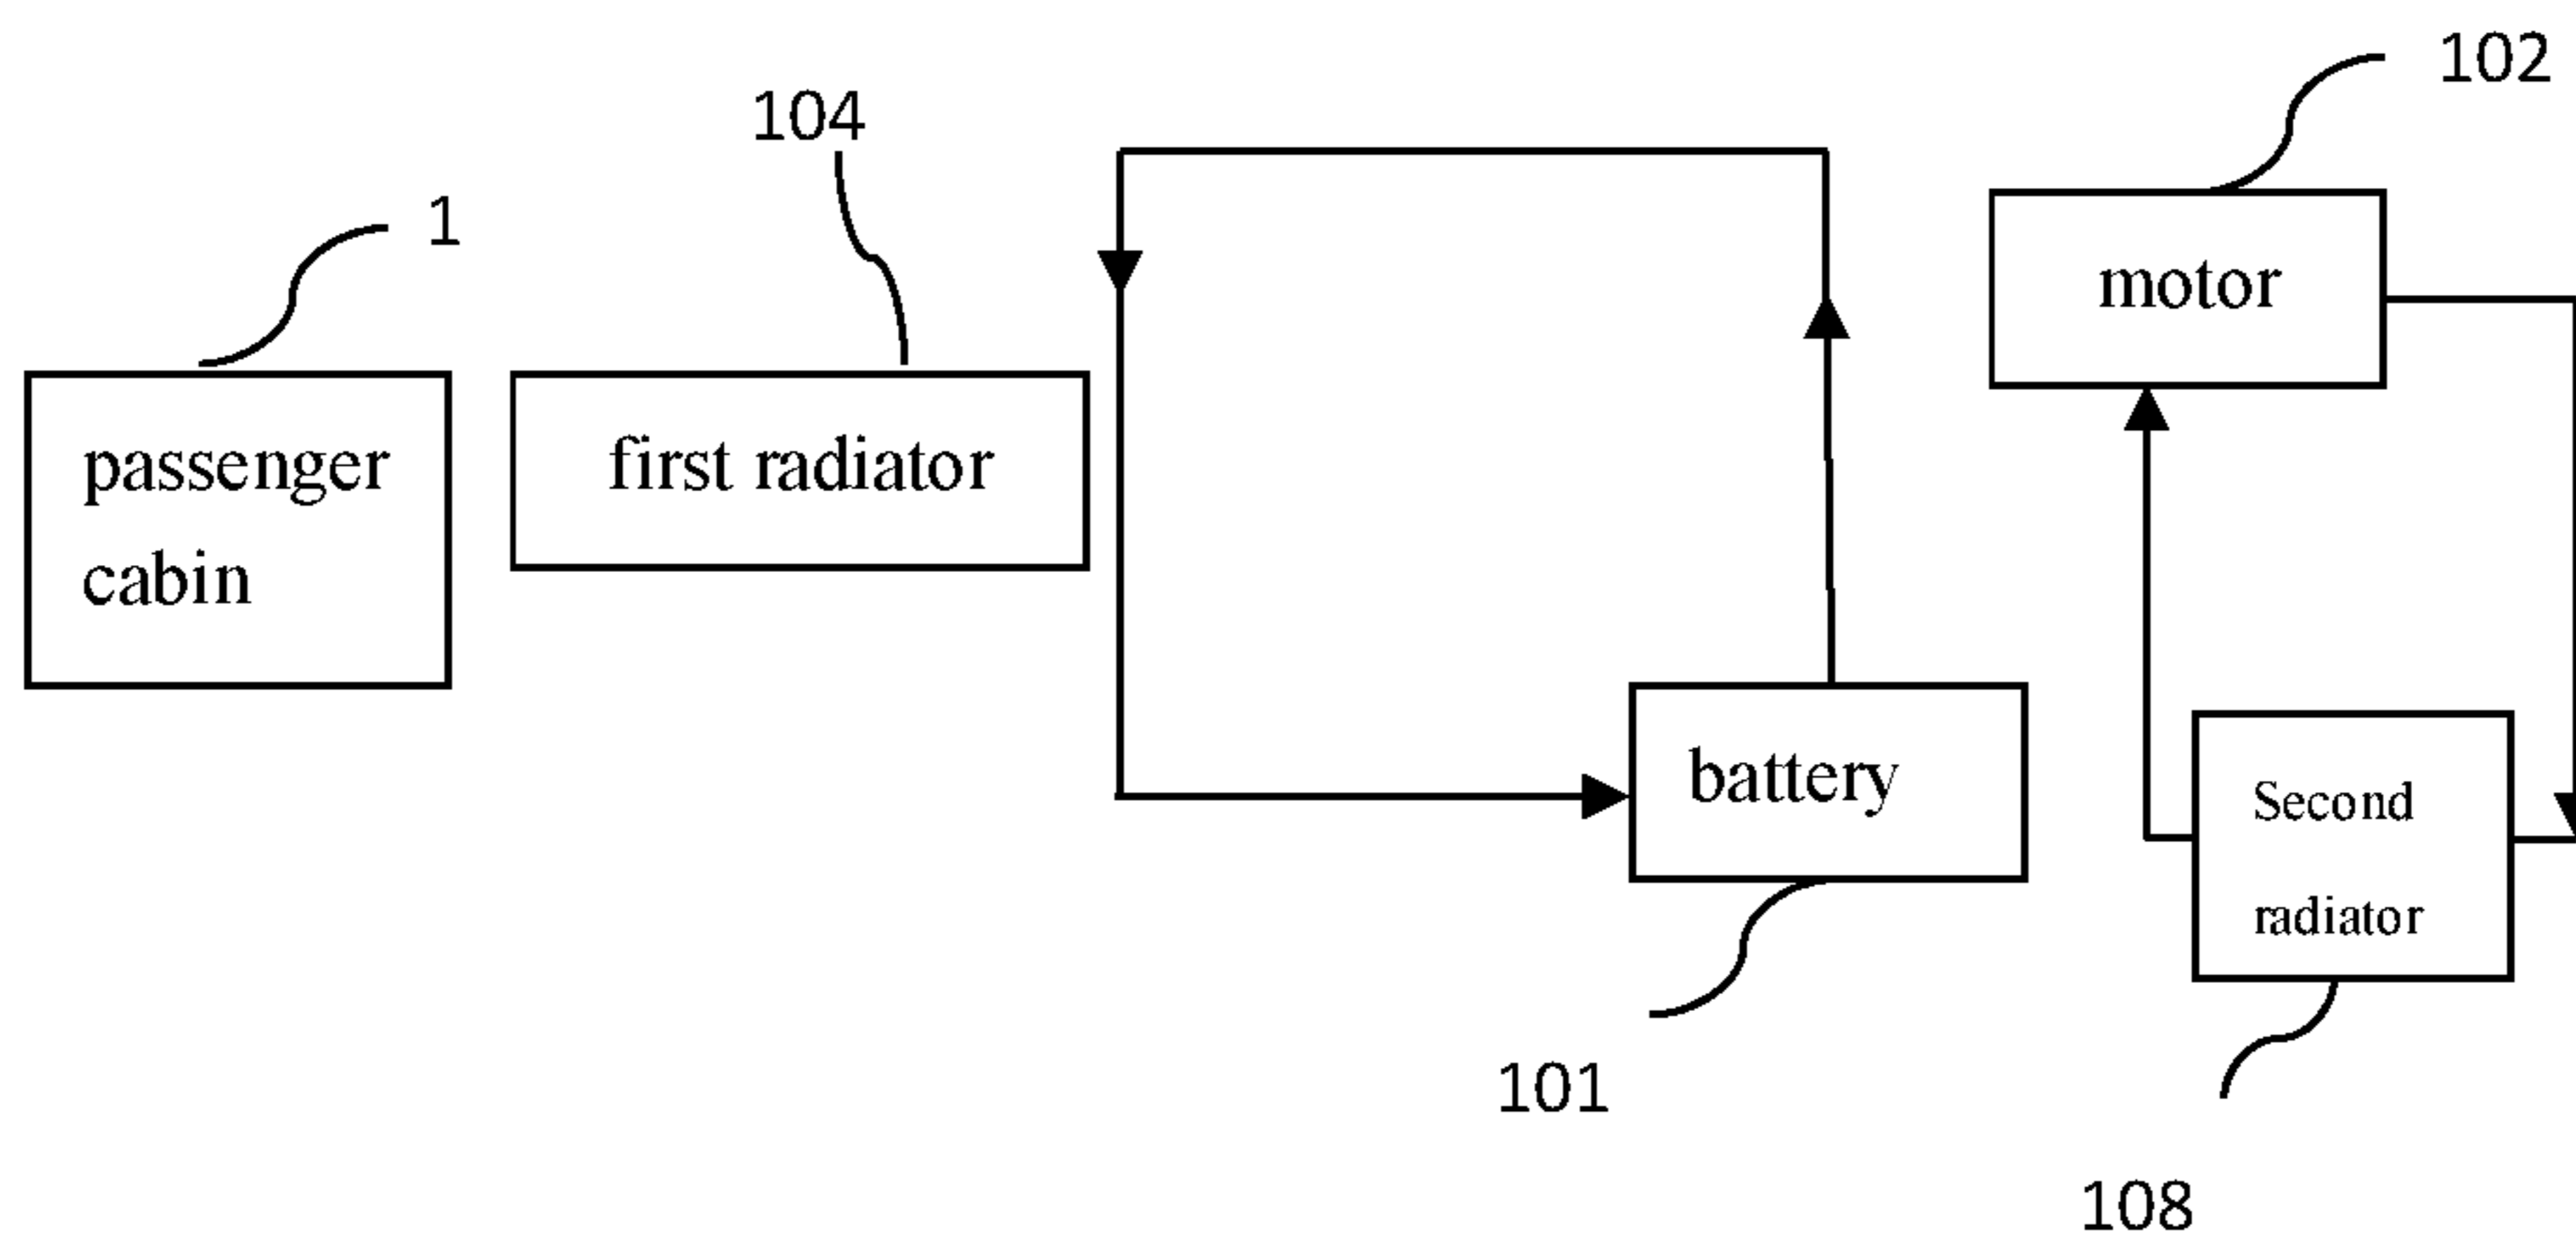 102
104
1
motor
passenger
cabin
first radiator
battery
Second
radiator
101
108